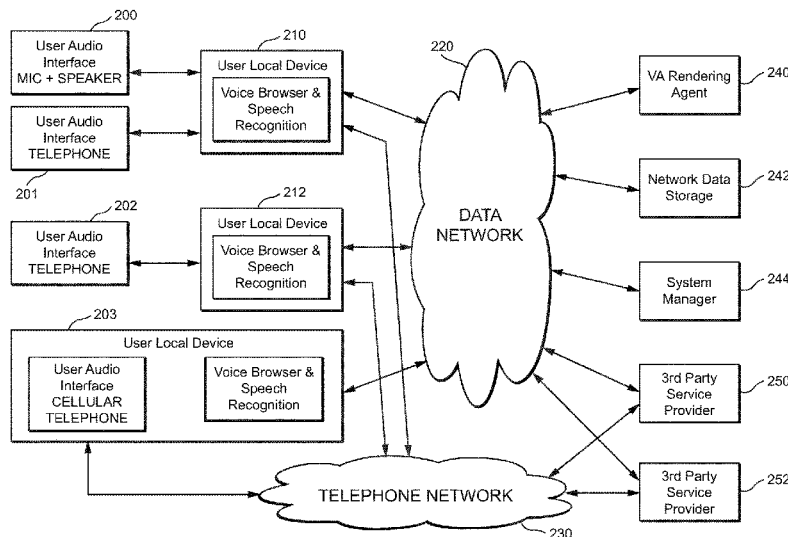 200
User Audio
Interface
MIC + SPEAKER
User Audio
Interface
TELEPHONE
201
202
User Audio
Interface
TELEPHONE
210
User Local Device
Voice Browser &
Speech
Recognition
212
User Local Device
Voice Browser &
Speech
Recognition
203
User Local Device
User Audio
Interface
CELLULAR
TELEPHONE
Voice Browser &
Speech
Recognition
220
DATA
NETWORK
TELEPHONE NETWORK
230
VA Rendering
Agent
240
Network Data
Storage
242
System
Manager
244
3rd Party
Service
Provider
250
3rd Party
Service
Provider
252